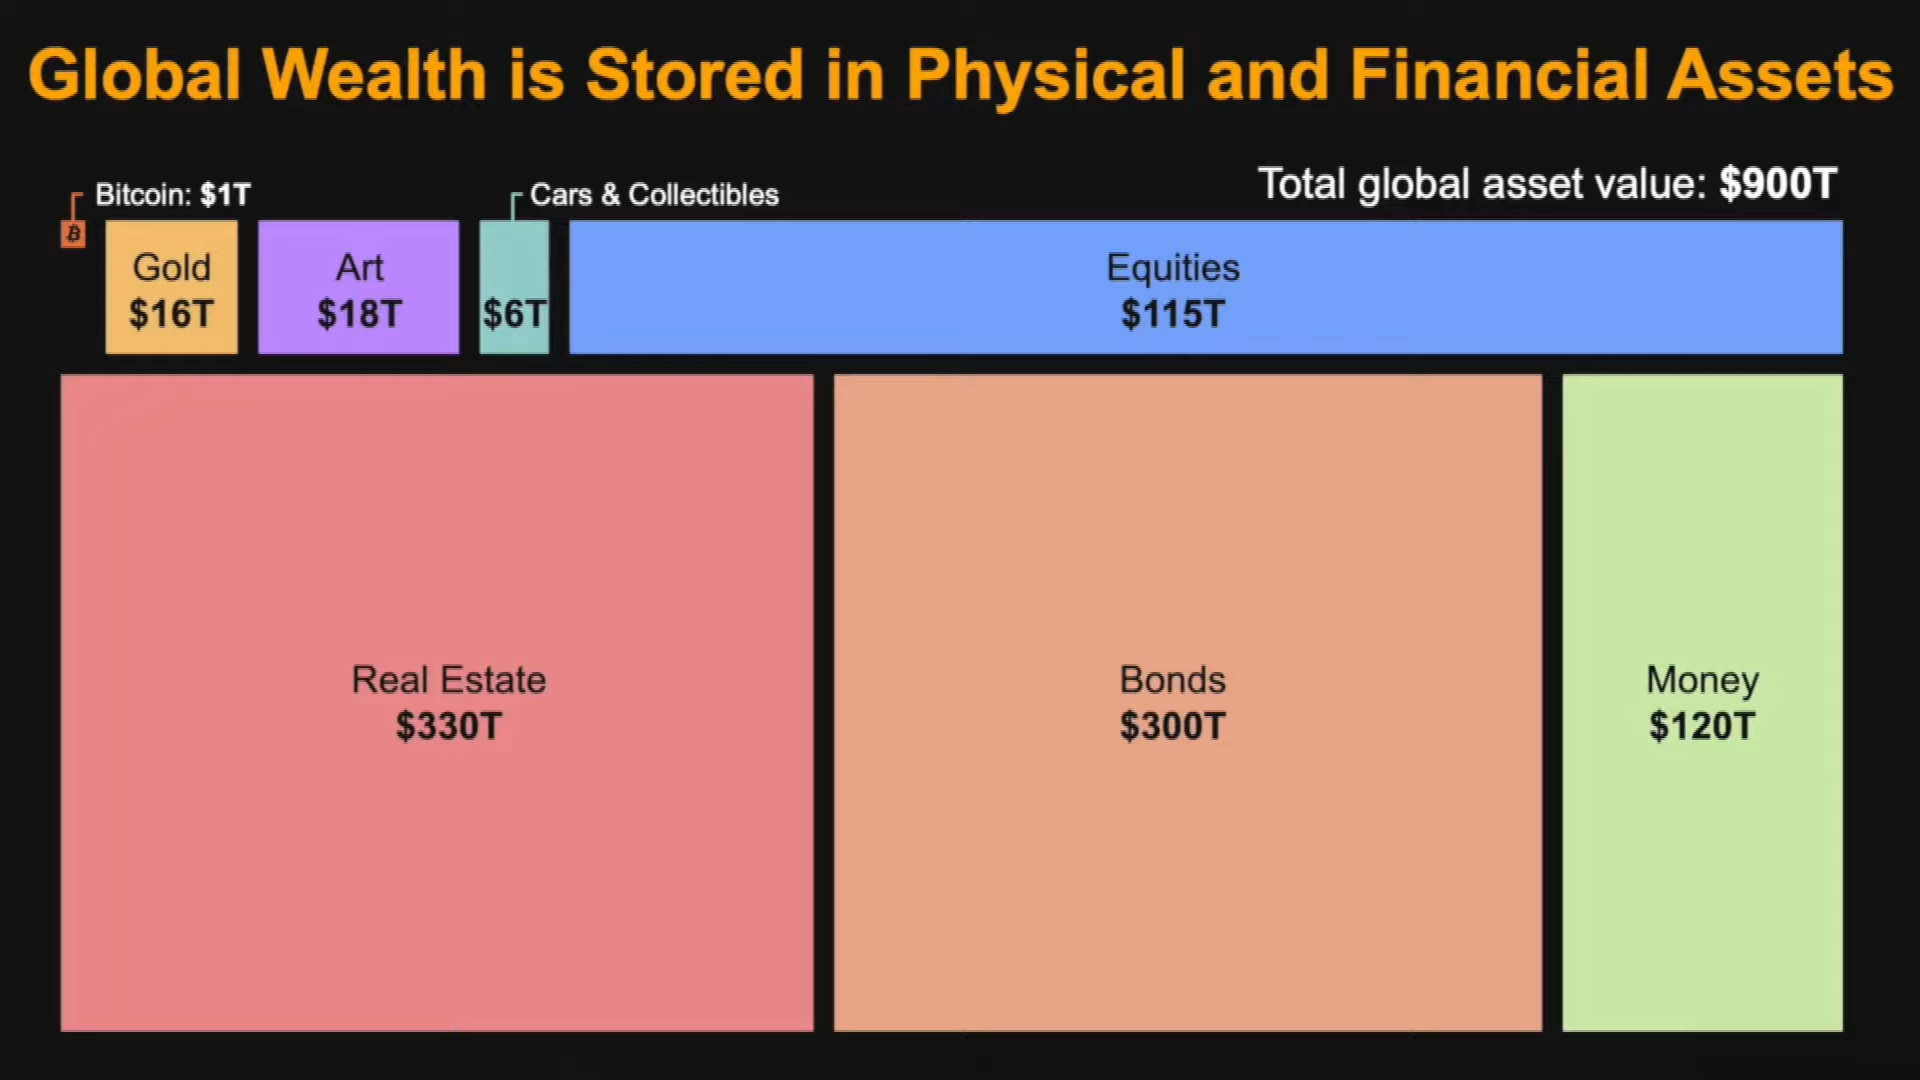 Global Wealth is Stored in Physical and Financial Assets
Total global asset value: $900T
Bitcoin: $1T
Cars & Collectibles
₿
Gold
$16T
Art
$18T
$6T
Equities
$115T
Real Estate
$330T
Bonds
$300T
Money
$120T